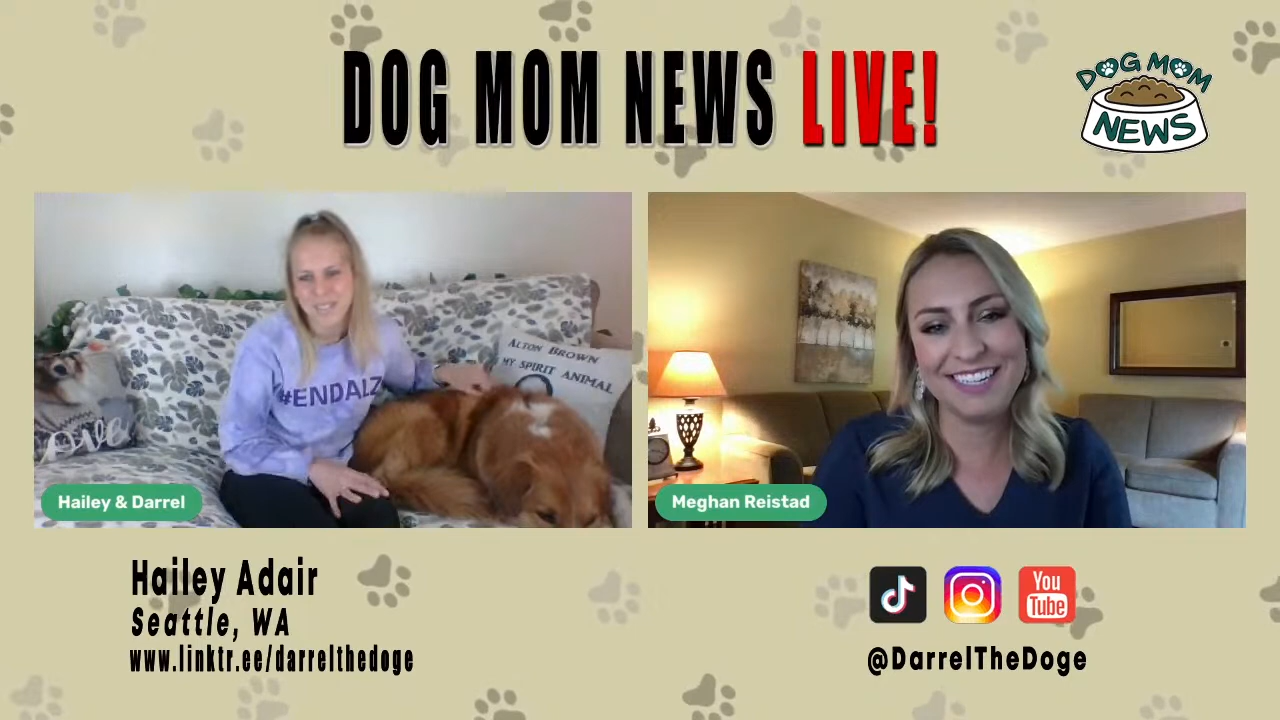 DOG MOM NEWS LIVE!
DOG MOM
NEWS
#ENDALZ
ALTON BROWN
MY SPIRIT ANIMAL
Love
Hailey & Darrel
Meghan Reistad
Hailey Adair
Seattle, WA
www.linktr.ee/darrelthedoge
You
Tube
@DarrelTheDoge